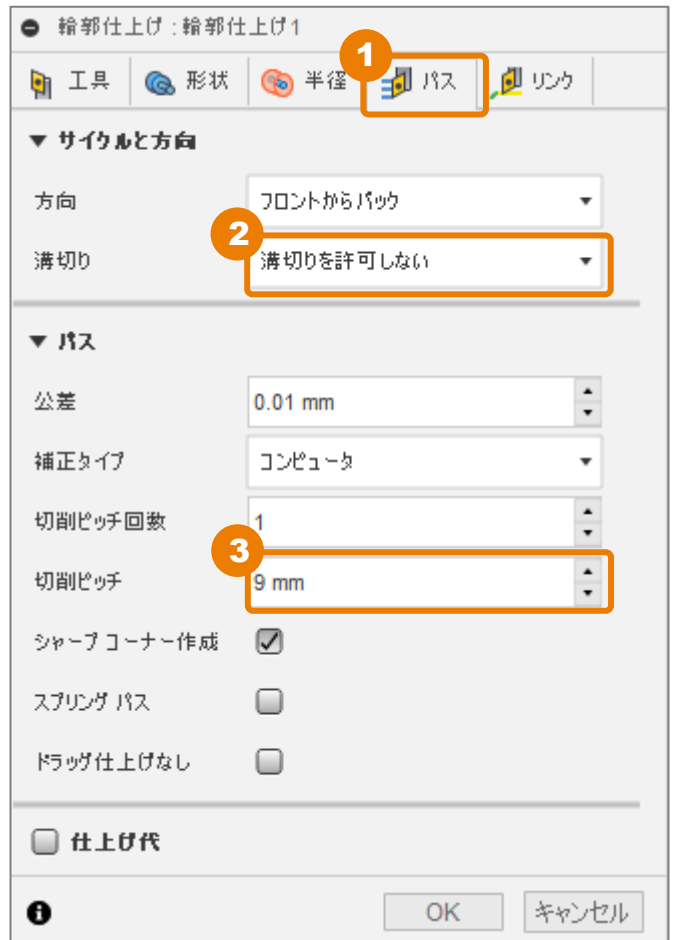 輪郭仕上げ : 輪郭仕上げ1
1
工具 形状 半径 パス リンク
▼ サイクルと方向
方向 フロントからバック
2
溝切り 溝切りを許可しない
▼ パス
公差 0.01 mm
補正タイプ コンピュータ
切削ピッチ回数 1
3
切削ピッチ 9 mm
シャープ コーナー作成
スプリング パス
ドラッグ仕上げなし
仕上げ代
OK キャンセル